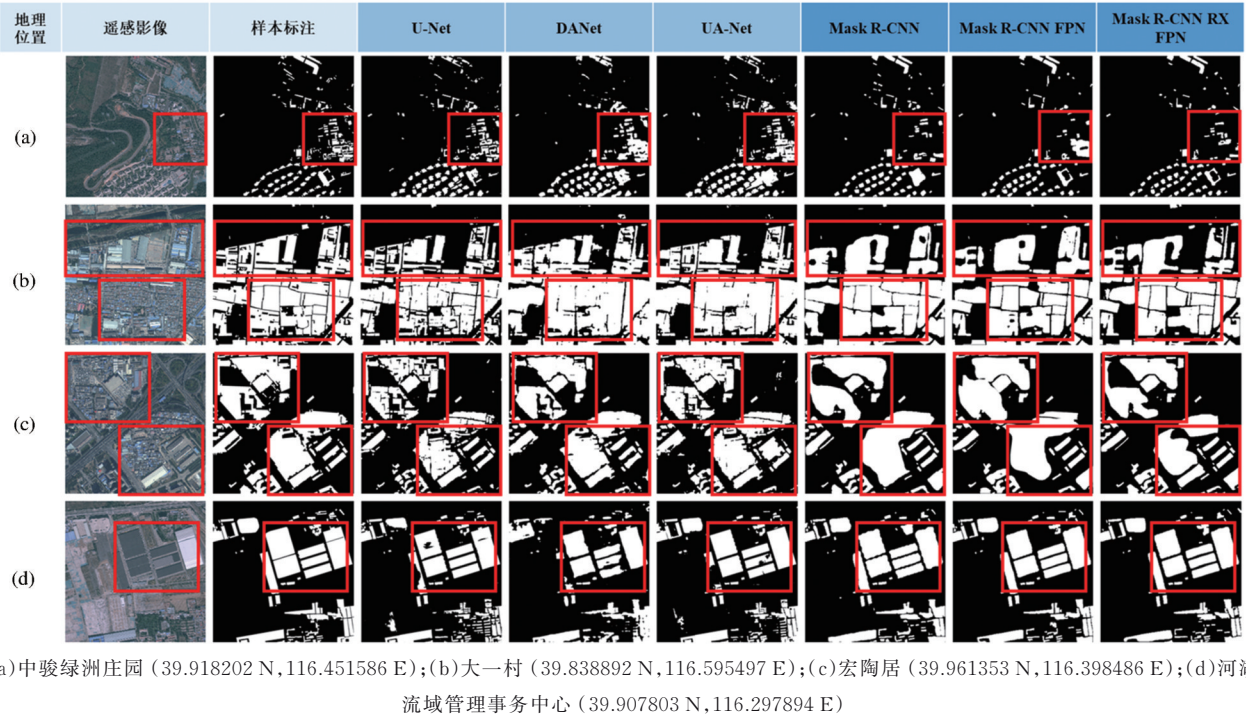 地理位置 遥感影像 样本标注 U-Net DANet UA-Net Mask R-CNN Mask R-CNN FPN Mask R-CNN RX FPN
(a)
(b)
(c)
(d)
a)中骏绿洲庄园 (39.918202 N,116.451586 E);(b)大一村 (39.838892 N,116.595497 E);(c)宏陶居 (39.961353 N,116.398486 E);(d)河湖
流域管理事务中心 (39.907803 N,116.297894 E)